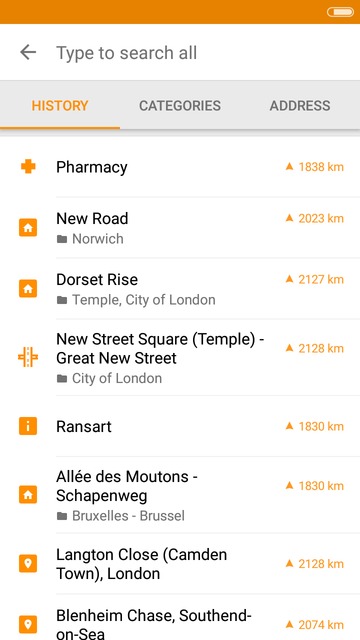 Type to search all
HISTORY
CATEGORIES
ADDRESS
Pharmacy
1838 km
New Road
2023 km
Norwich
Dorset Rise
2127 km
Temple, City of London
New Street Square (Temple) -
Great New Street
2128 km
City of London
Ransart
1830 km
Allée des Moutons -
Schapenweg
1830 km
Bruxelles - Brussel
Langton Close (Camden
Town), London
2128 km
Blenheim Chase, Southend-
on-Sea
2074 km